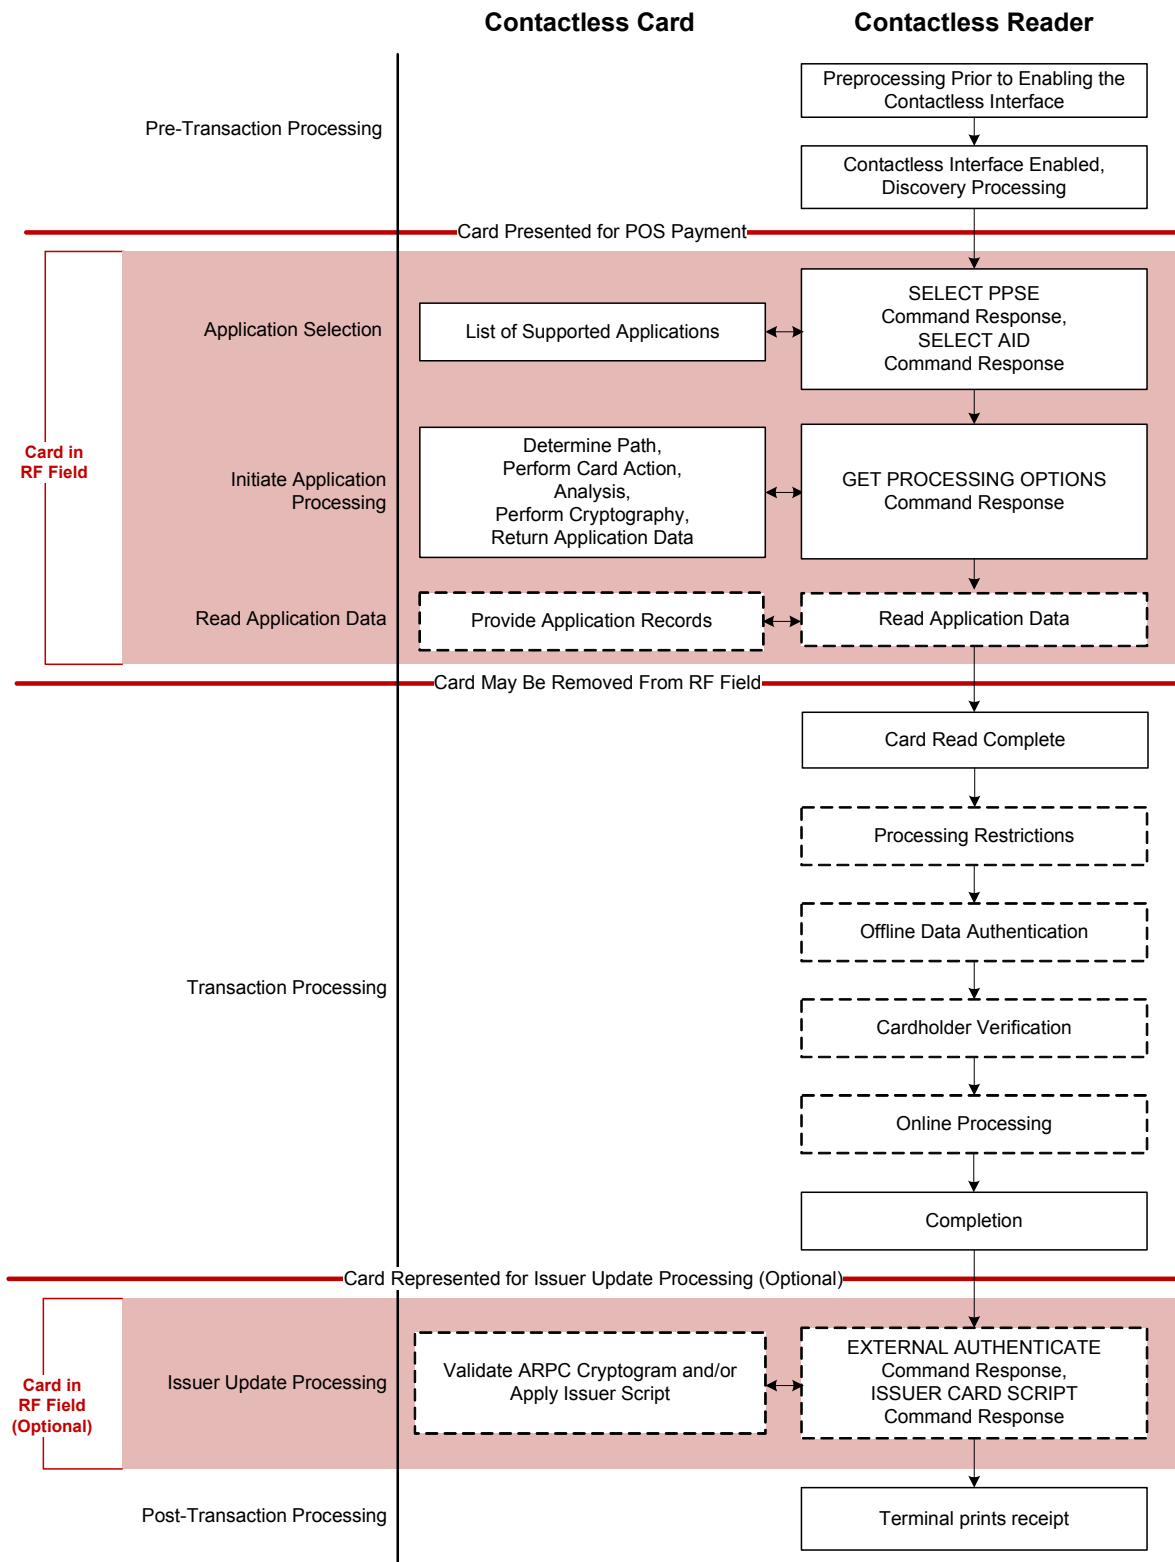 Contactless Card
Contactless Reader
Pre-Transaction Processing
Preprocessing Prior to Enabling the
Contactless Interface
Contactless Interface Enabled,
Discovery Processing
Card Presented for POS Payment
Card in
RF Field
Application Selection
List of Supported Applications
SELECT PPSE
Command Response,
SELECT AID
Command Response
Initiate Application
Processing
Determine Path,
Perform Card Action,
Analysis,
Perform Cryptography,
Return Application Data
GET PROCESSING OPTIONS
Command Response
Read Application Data
Provide Application Records
Read Application Data
Card May Be Removed From RF Field
Transaction Processing
Card Read Complete
Processing Restrictions
Offline Data Authentication
Cardholder Verification
Online Processing
Completion
Card Represented for Issuer Update Processing (Optional)
Card in
RF Field
(Optional)
Issuer Update Processing
Validate ARPC Cryptogram and/or
Apply Issuer Script
EXTERNAL AUTHENTICATE
Command Response,
ISSUER CARD SCRIPT
Command Response
Post-Transaction Processing
Terminal prints receipt